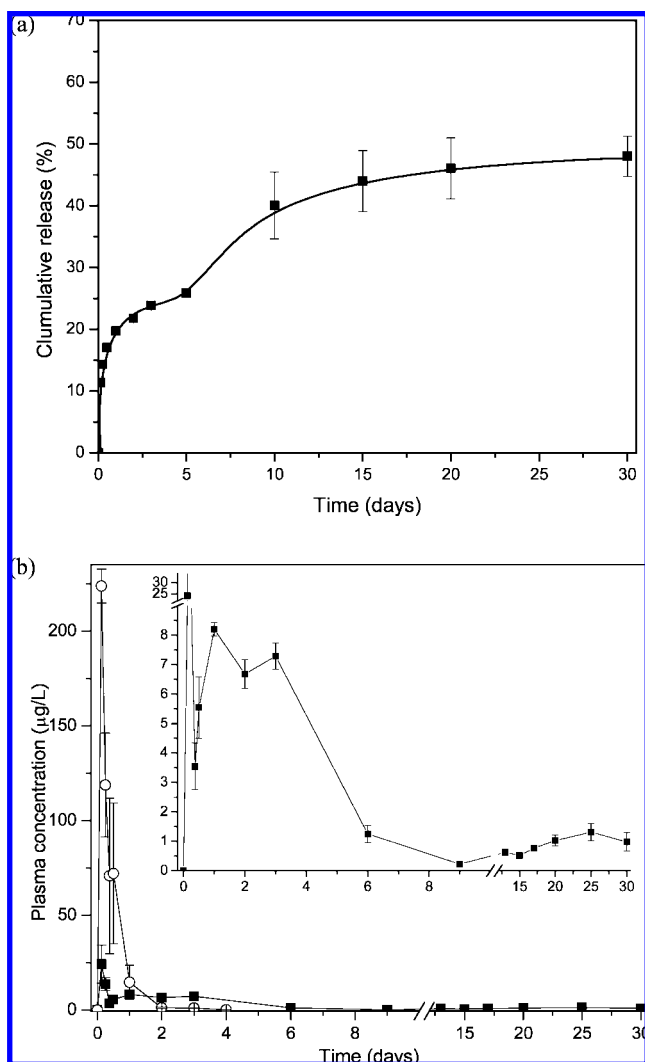 (a)
70
60
50
40
30
20
10
0
Clumulative release (%)
0 5 10 15 20 25 30
Time (days)
(b)
200
150
100
50
0
Plasma concentration (µg/L)
30
25
8
7
6
5
4
3
2
1
0
0 2 4 6 8 15 20 25 30
0 2 4 6 8 15 20 25 30
Time (days)